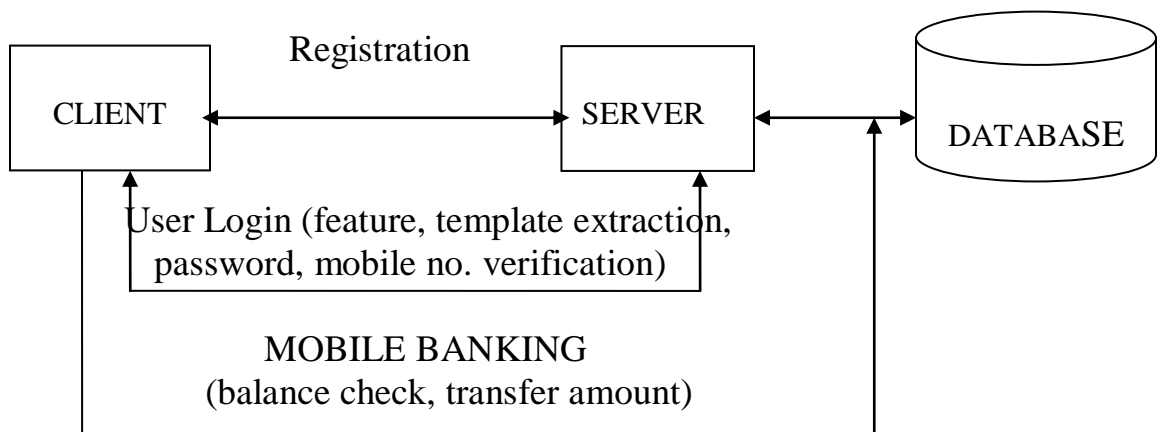 Registration
CLIENT
SERVER
DATABASE
User Login (feature, template extraction,
password, mobile no. verification)
MOBILE BANKING
(balance check, transfer amount)